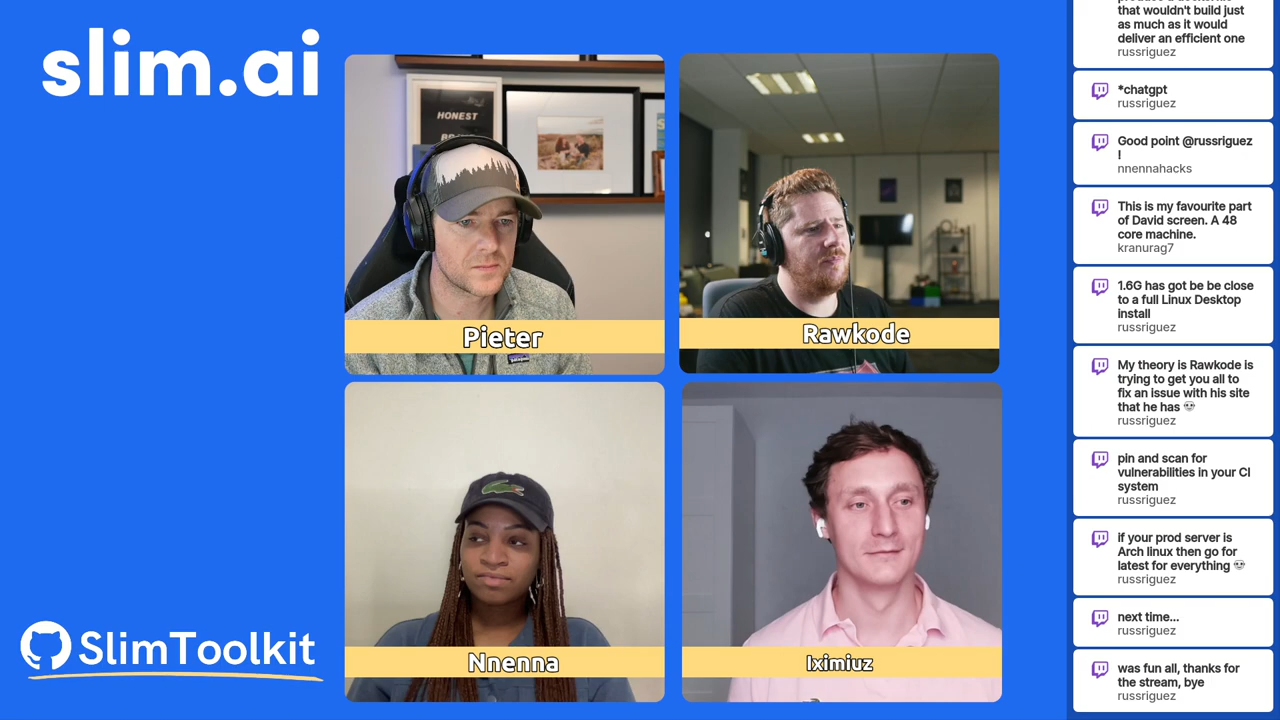 slim.ai
HONEST
Pieter
Rawkode
Nnenna
Iximiuz
SlimToolkit
that wouldn't build just
as much as it would
deliver an efficient one
russriguez
*chatgpt
russriguez
Good point @russriguez
!
nnennahacks
This is my favourite part
of David screen. A 48
core machine.
kranurag7
1.6G has got be be close
to a full Linux Desktop
install
russriguez
My theory is Rawkode is
trying to get you all to
fix an issue with his site
that he has
russriguez
pin and scan for
vulnerabilities in your CI
system
russriguez
if your prod server is
Arch linux then go for
latest for everything
russriguez
next time...
russriguez
was fun all, thanks for
the stream, bye
russriguez